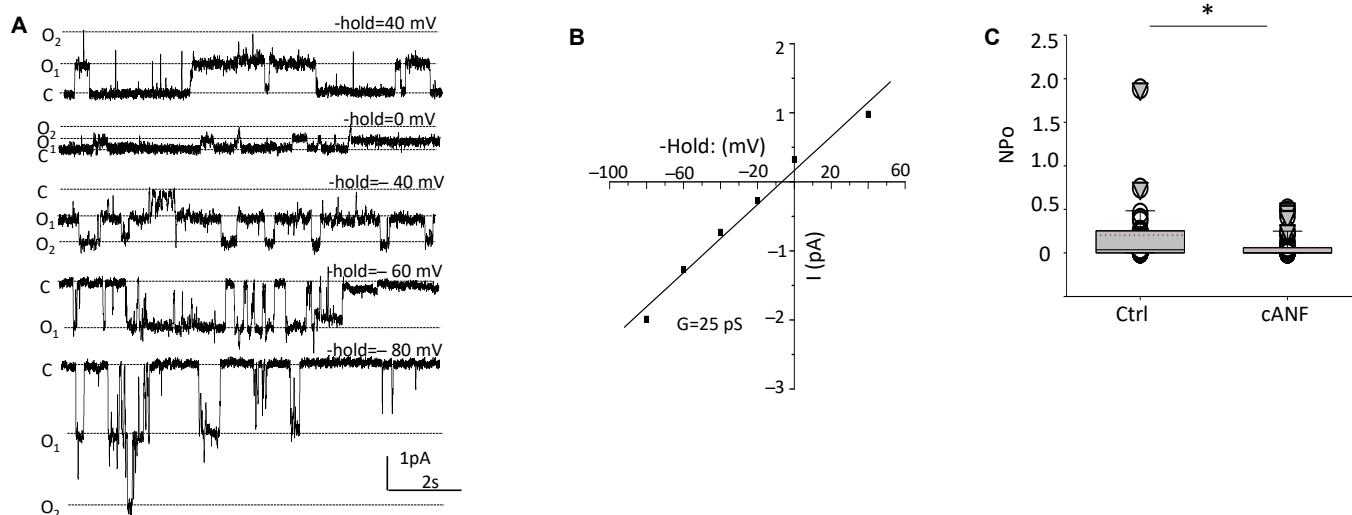 A
-hold=40 mV
O2
O1
C
-hold=0 mV
O2
O1
C
-hold=– 40 mV
C
O1
O2
-hold=– 60 mV
C
O1
-hold=– 80 mV
C
O1
O2
1pA
2s
B
2
1
-Hold: (mV)
–100 –60 –20 20 60
–1
–2
–3
I (pA)
G=25 pS
C
*
2.5
2.0
1.5
1.0
0.5
0
NPo
Ctrl cANF